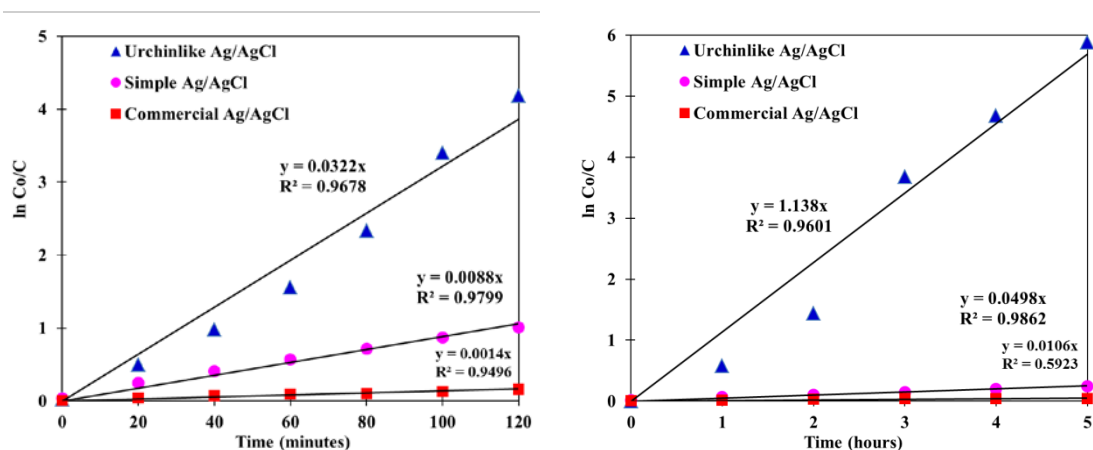 5
4
3
2
1
0
ln Co/C
Urchinlike Ag/AgCl
Simple Ag/AgCl
Commercial Ag/AgCl
y = 0.0322x
R² = 0.9678
y = 0.0088x
R² = 0.9799
y = 0.0014x
R² = 0.9496
0 20 40 60 80 100 120
Time (minutes)
6
5
4
3
2
1
0
ln Co/C
Urchinlike Ag/AgCl
Simple Ag/AgCl
Commercial Ag/AgCl
y = 1.138x
R² = 0.9601
y = 0.0498x
R² = 0.9862
y = 0.0106x
R² = 0.5923
0 1 2 3 4 5
Time (hours)